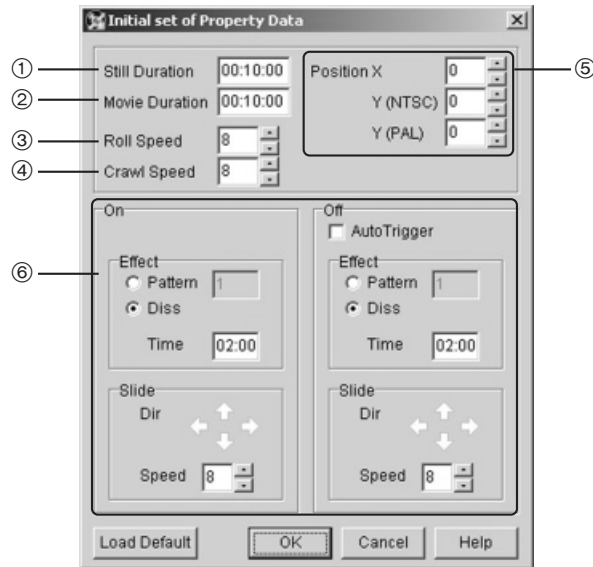 Initial set of Property Data
① Still Duration 00:10:00 Position X 0 ⑤
② Movie Duration 00:10:00 Y (NTSC) 0
③ Roll Speed 8 Y (PAL) 0
④ Crawl Speed 8
⑥
On Off
AutoTrigger
Effect Effect
Pattern 1 Pattern 1
Diss Diss
Time 02:00 Time 02:00
Slide Slide
Dir Dir
Speed 8 Speed 8
Load Default OK Cancel Help